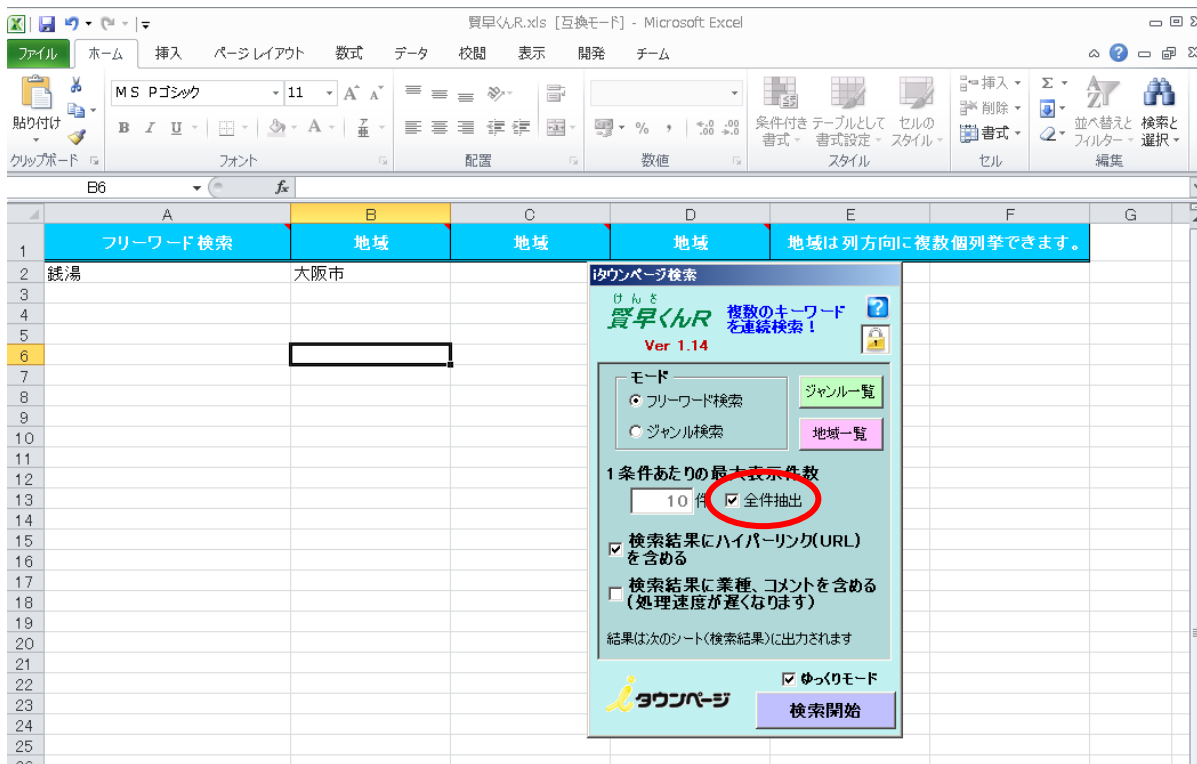 賢早くんR.xls [互換モード] - Microsoft Excel
ファイル ホーム 挿入 ページ レイアウト 数式 データ 校閲 表示 開発 チーム
貼り付け
クリップボード
MS Pゴシック 11
B I U A
フォント
配置
% ,
数値
条件付き書式 テーブルとして書式設定 セルのスタイル
スタイル
挿入
削除
書式
セル
Σ
並べ替えとフィルター 検索と選択
編集
B6 fx
A B C D E F G
1 フリーワード検索 地域 地域 地域 地域は列方向に複数個列挙できます。
2 銭湯 大阪市
3
4
5
6
7
8
9
10
11
12
13
14
15
16
17
18
19
20
21
22
23
24
25
iタウンページ検索
けんさ
賢早くんR
複数のキーワード
を連続検索！
Ver 1.14
モード
フリーワード検索
ジャンル検索
ジャンル一覧
地域一覧
1条件あたりの最大表示件数
10 件 全件抽出
検索結果にハイパーリンク(URL)
を含める
検索結果に業種、コメントを含める
(処理速度が遅くなります)
結果は次のシート(検索結果)に出力されます
ゆっくりモード
iタウンページ
検索開始